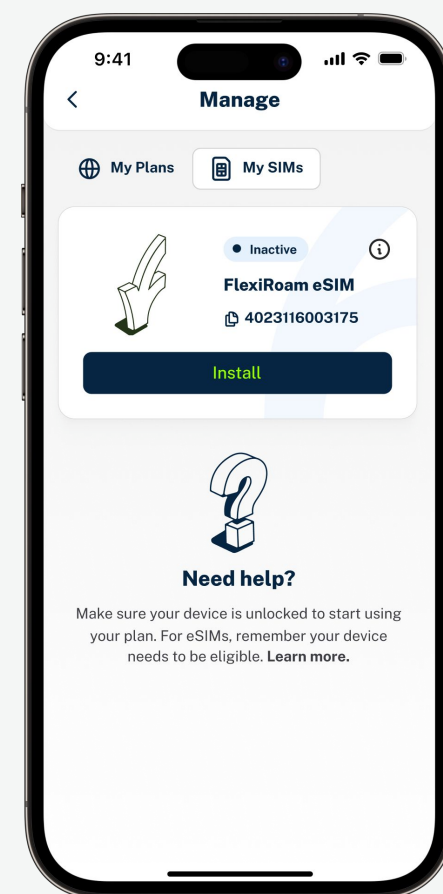 9:41
Manage
My Plans
My SIMs
Inactive
FlexiRoam eSIM
4023116003175
Install
Need help?
Make sure your device is unlocked to start using
your plan. For eSIMs, remember your device
needs to be eligible. Learn more.